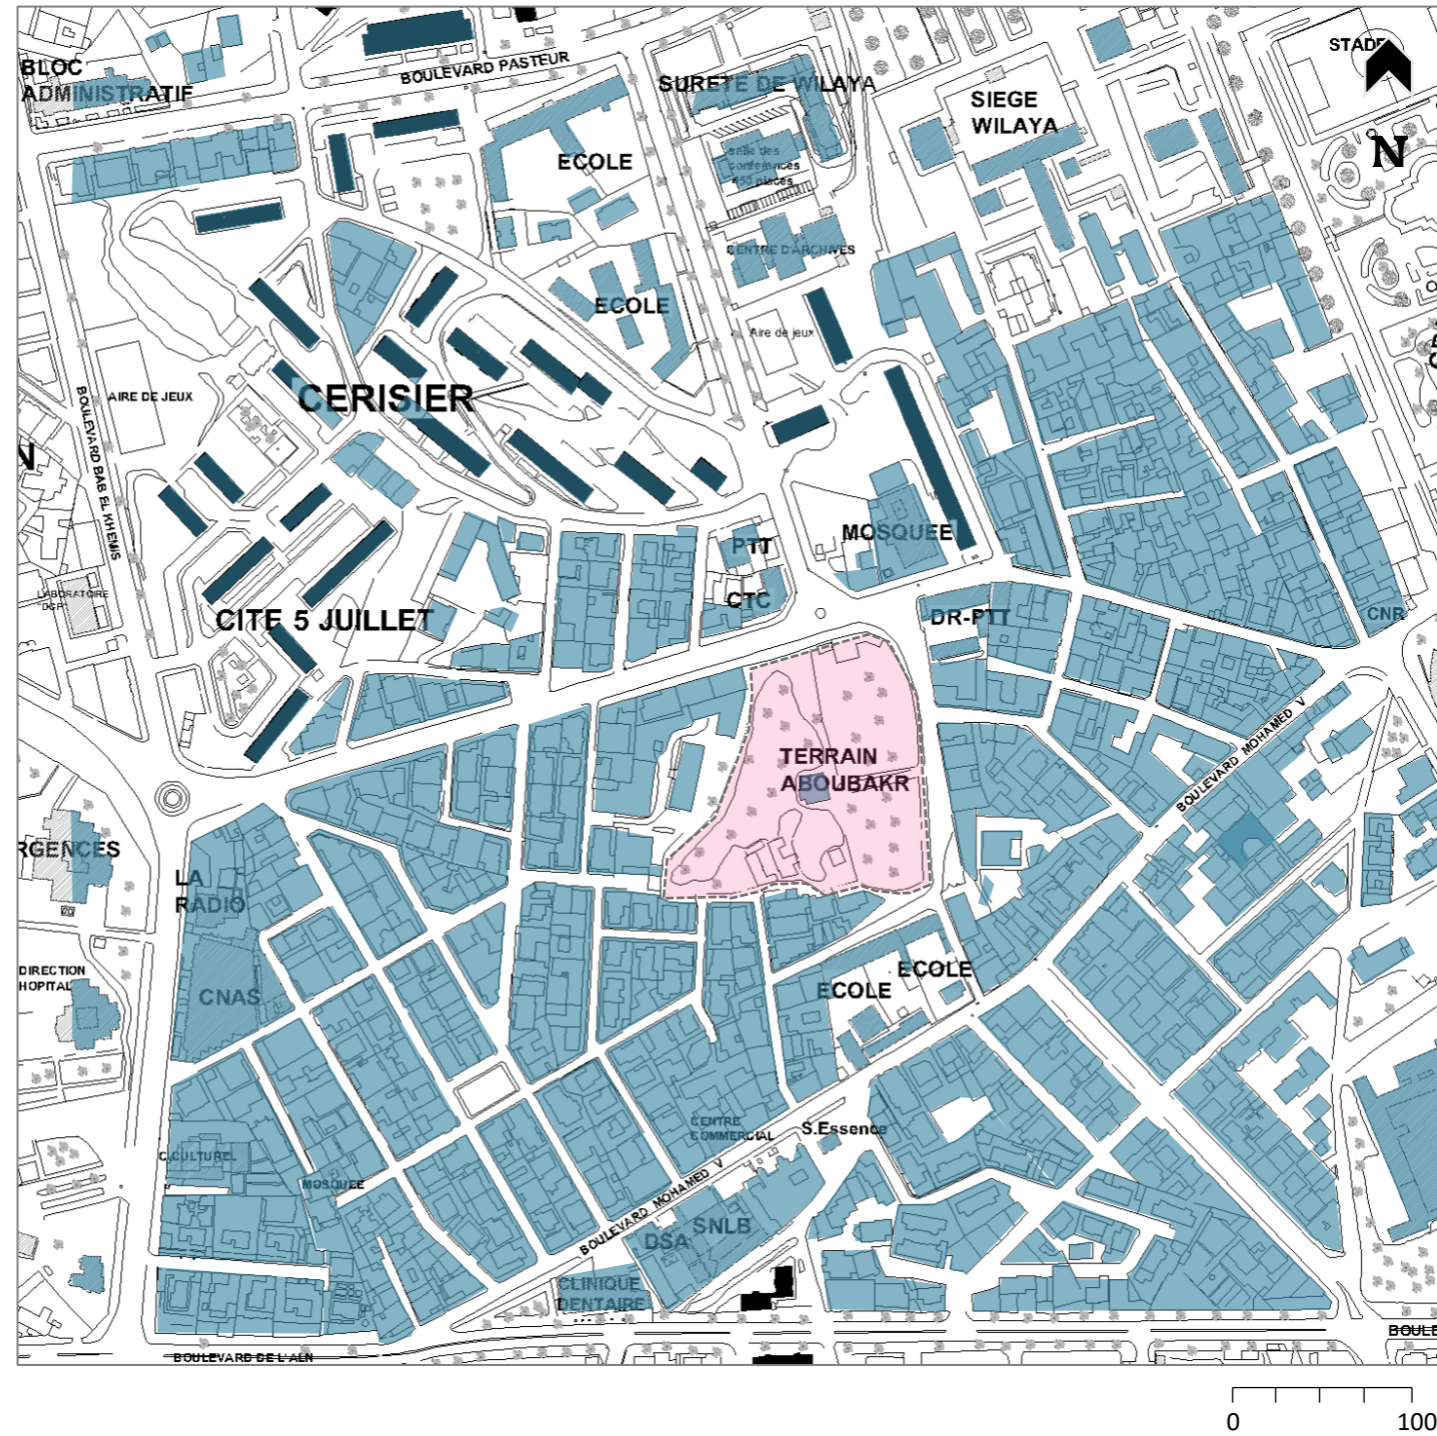 STADE
BLOC
ADMINISTRATIF
BOULEVARD PASTEUR
SURETE DE WILAYA
SIEGE
WILAYA
N
ECOLE
salle des
conferences
450 places
CENTRE D'ARCHIVES
ECOLE
Aire de jeux
CERISIER
AIRE DE JEUX
BOULEVARD BAB EL KHEMIS
N
MOSQUEE
PTT
LABORATOIRE
CTC
CITE 5 JUILLET
DR-PTT
CNR
BOULEVARD MOHAMED V
TERRAIN
ABOUBAKR
RGENCES
LA
RADIO
DIRECTION
HOPITAL
CNAS
ECOLE
ECOLE
CENTRE
COMMERCIAL
S.Essence
C.CULTUREL
MOSQUEE
BOULEVARD MOHAMED V
SNLB
DSA
CLINIQUE
DENTAIRE
BOULE
BOULEVARD DE L'ALN
0 100